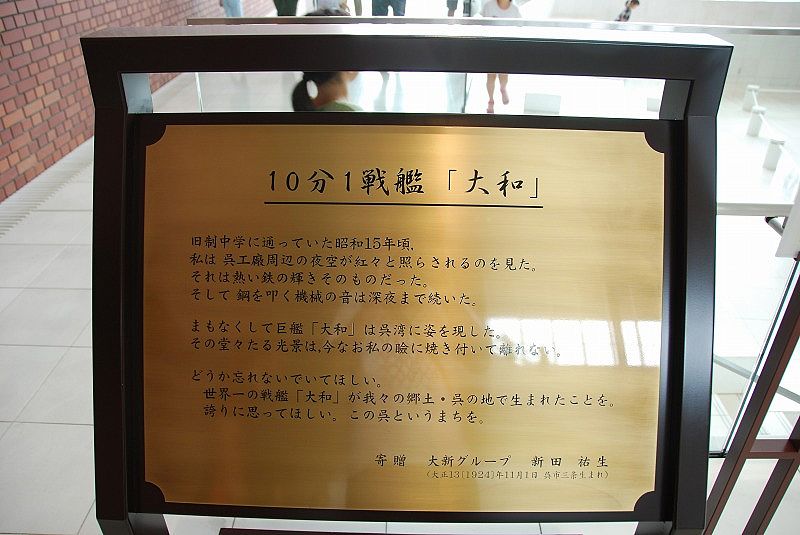 10分1戦艦「大和」
旧制中学に通っていた昭和15年頃,
私は 呉工廠周辺の夜空が紅々と照らされるのを見た。
それは熱い鉄の輝きそのものだった。
そして 鋼を叩く機械の音は深夜まで続いた。
まもなくして巨艦「大和」は呉湾に姿を現した。
その堂々たる光景は,今なお私の瞼に焼き付いて離れない。
どうか忘れないでいてほしい。
世界一の戦艦「大和」が我々の郷土・呉の地で生まれたことを。
誇りに思ってほしい。この呉というまちを。
寄贈 大新グループ 新田 祐生
(大正13[1924]年11月1日 呉市三条生まれ)